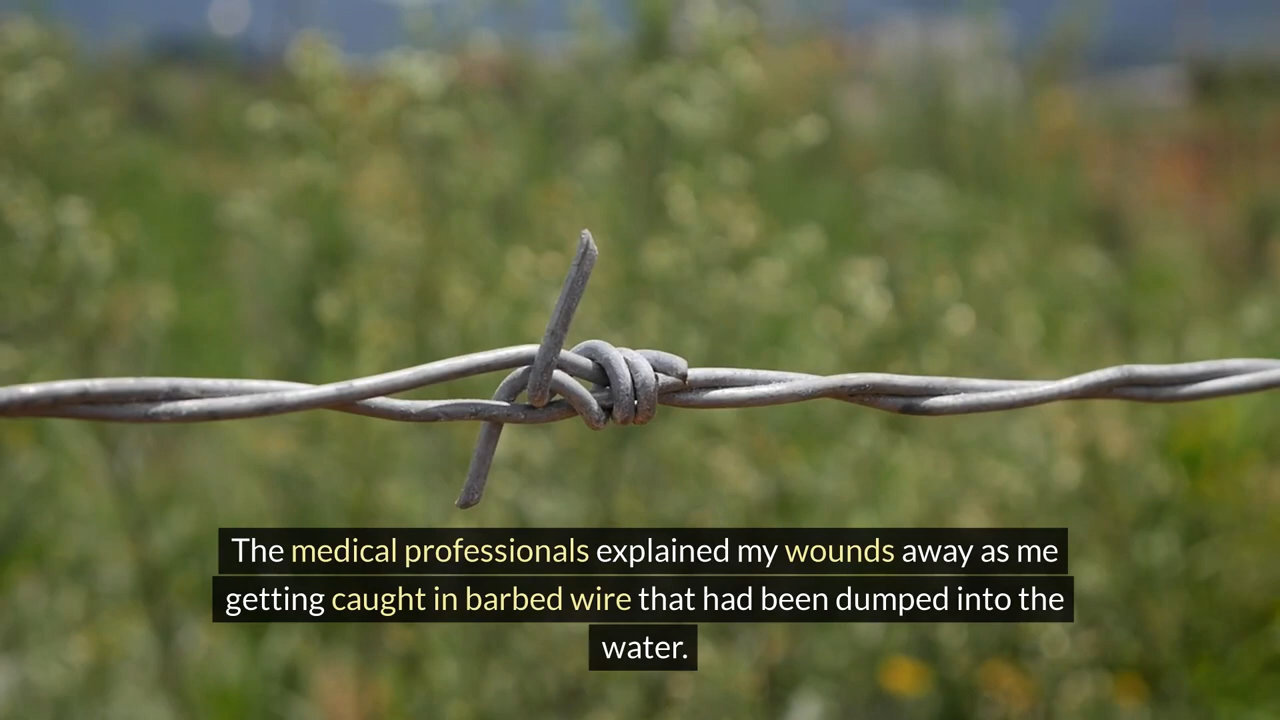 The medical professionals explained my wounds away as me
getting caught in barbed wire that had been dumped into the
water.